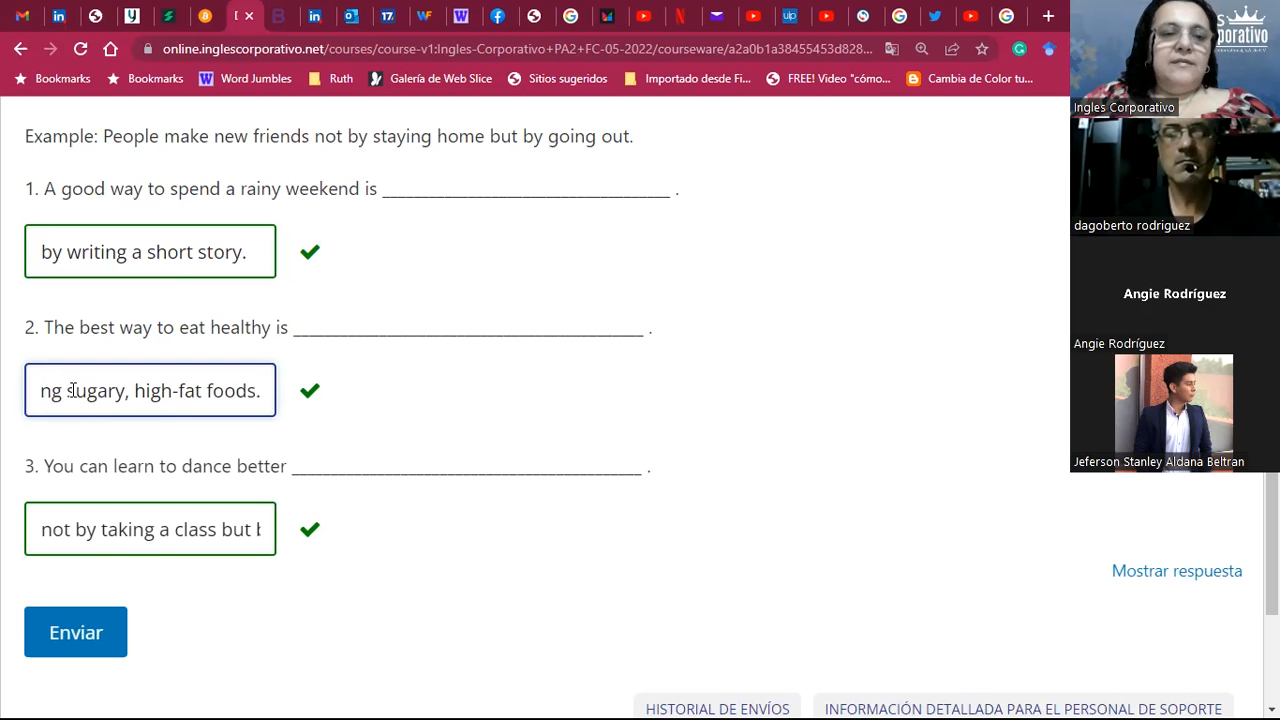 online.inglescorporativo.net/courses/course-v1:Ingles-Corporativo+PA2+FC-05-2022/courseware/a2a0b1a38455453d828...
Bookmarks Bookmarks Word Jumbles Ruth Galería de Web Slice Sitios sugeridos Importado desde Fi... FREE! Video "cómo... Cambia de Color tu...
Example: People make new friends not by staying home but by going out.
1. A good way to spend a rainy weekend is ________________________________ .
by writing a short story.
2. The best way to eat healthy is _______________________________________ .
ng sugary, high-fat foods.
3. You can learn to dance better _______________________________________ .
not by taking a class but
Mostrar respuesta
Enviar
HISTORIAL DE ENVÍOS INFORMACIÓN DETALLADA PARA EL PERSONAL DE SOPORTE
Ingles Corporativo
dagoberto rodriguez
Angie Rodríguez
Angie Rodríguez
Jeferson Stanley Aldana Beltran